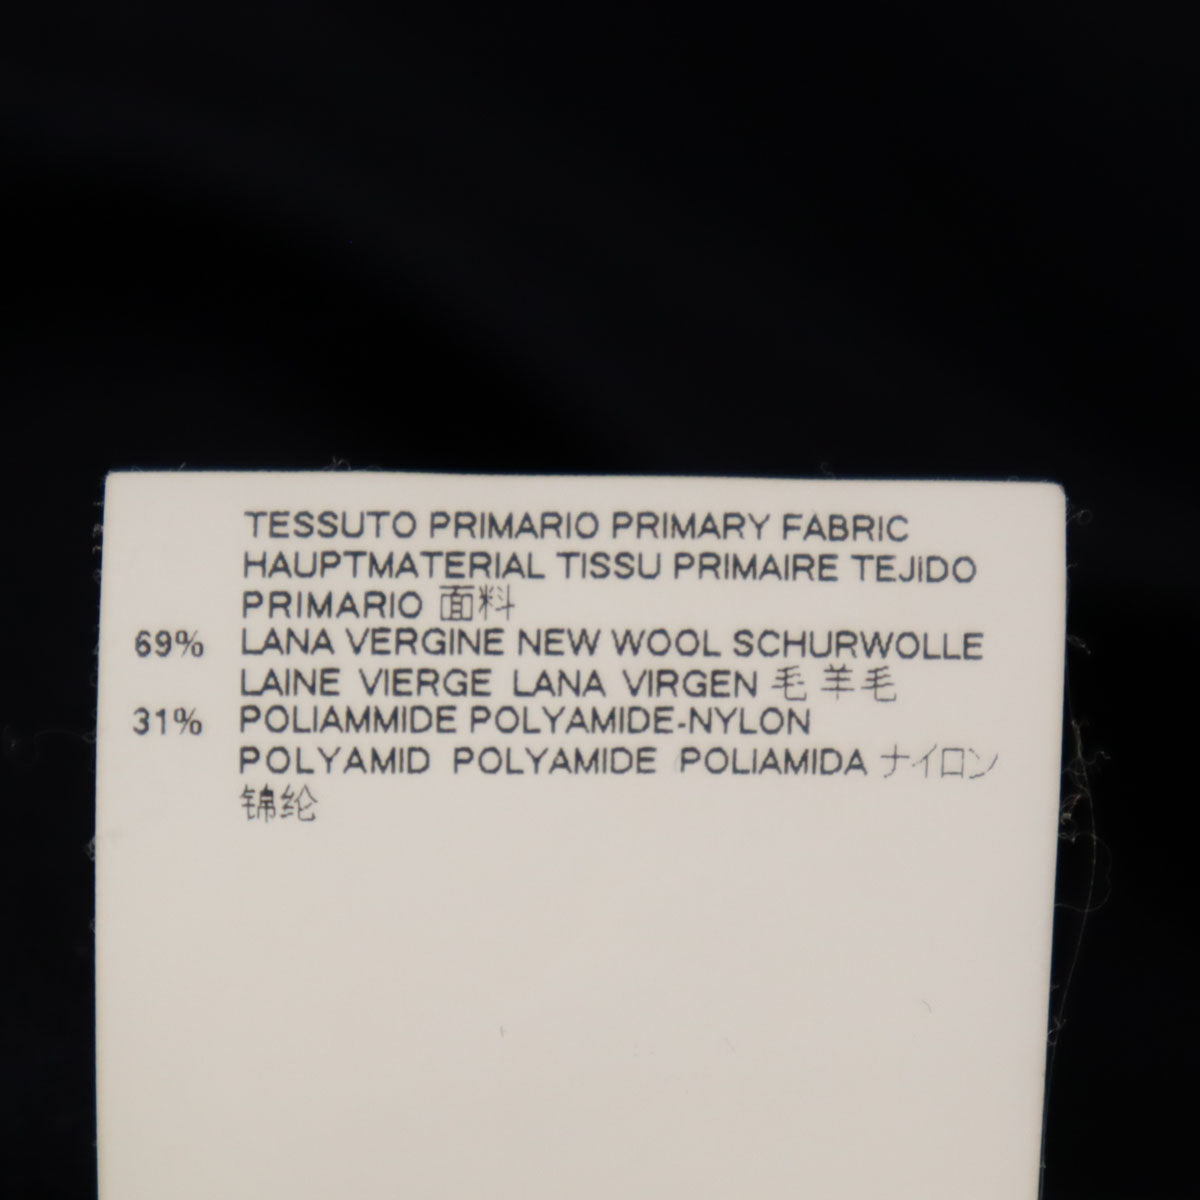 TESSUTO PRIMARIO PRIMARY FABRIC
HAUPTMATERIAL TISSU PRIMAIRE TEJIDO
PRIMARIO 面料
69% LANA VERGINE NEW WOOL SCHURWOLLE
LAINE VIERGE LANA VIRGEN 毛 羊毛
31% POLIAMMIDE POLYAMIDE-NYLON
POLYAMID POLYAMIDE POLIAMIDA ナイロン
锦纶